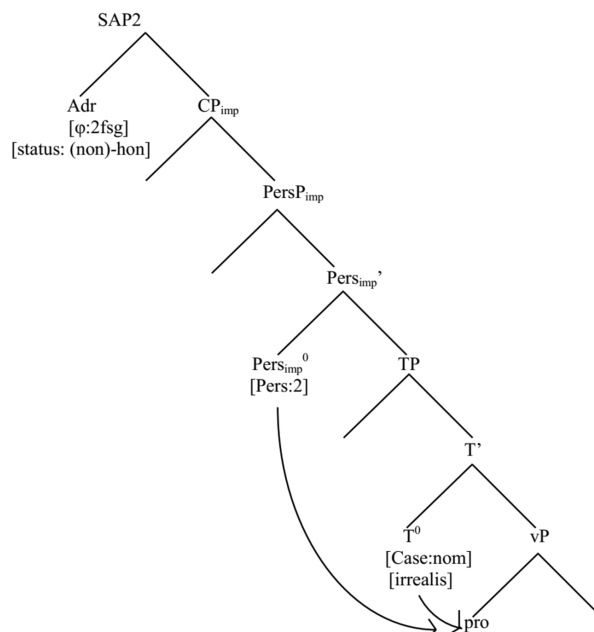 SAP2
Adr
CPimp
[φ:2fsg]
[status: (non)-hon]
PersPimp
Persimp’
Persimp⁰
TP
[Pers:2]
T’
T⁰
vP
[Case:nom]
[irrealis]
pro